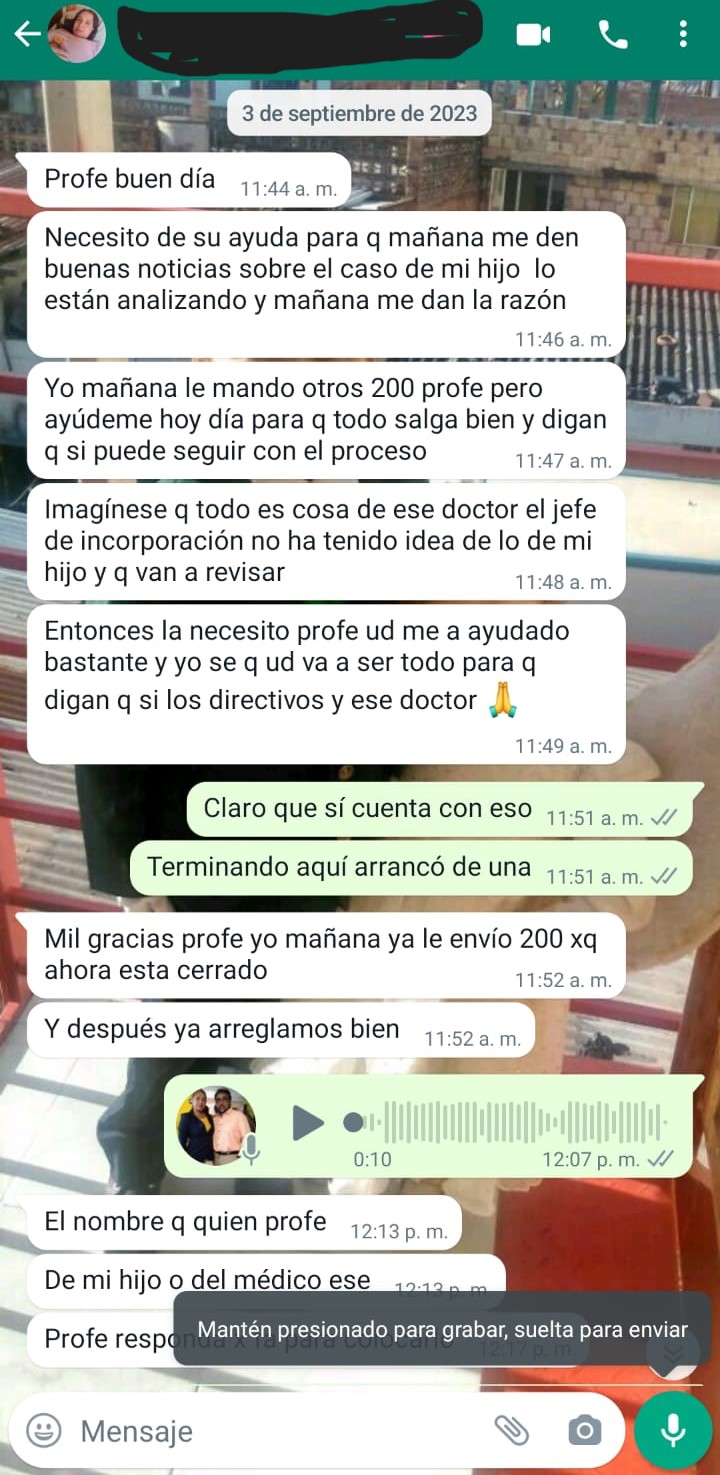 3 de septiembre de 2023
Profe buen día 11:44 a. m.
Necesito de su ayuda para q mañana me den
buenas noticias sobre el caso de mi hijo lo
están analizando y mañana me dan la razón
11:46 a. m.
Yo mañana le mando otros 200 profe pero
ayúdeme hoy día para q todo salga bien y digan
q si puede seguir con el proceso 11:47 a. m.
Imagínese q todo es cosa de ese doctor el jefe
de incorporación no ha tenido idea de lo de mi
hijo y q van a revisar 11:48 a. m.
Entonces la necesito profe ud me a ayudado
bastante y yo se q ud va a ser todo para q
digan q si los directivos y ese doctor 🙏
11:49 a. m.
Claro que sí cuenta con eso 11:51 a. m.
Terminando aquí arrancó de una 11:51 a. m.
Mil gracias profe yo mañana ya le envío 200 xq
ahora esta cerrado 11:52 a. m.
Y después ya arreglamos bien 11:52 a. m.
0:10 12:07 p. m.
El nombre q quien profe 12:13 p. m.
De mi hijo o del médico ese 12:13 p. m.
Profe responda x fa para colocarlo 12:17 p. m.
Mantén presionado para grabar, suelta para enviar
Mensaje